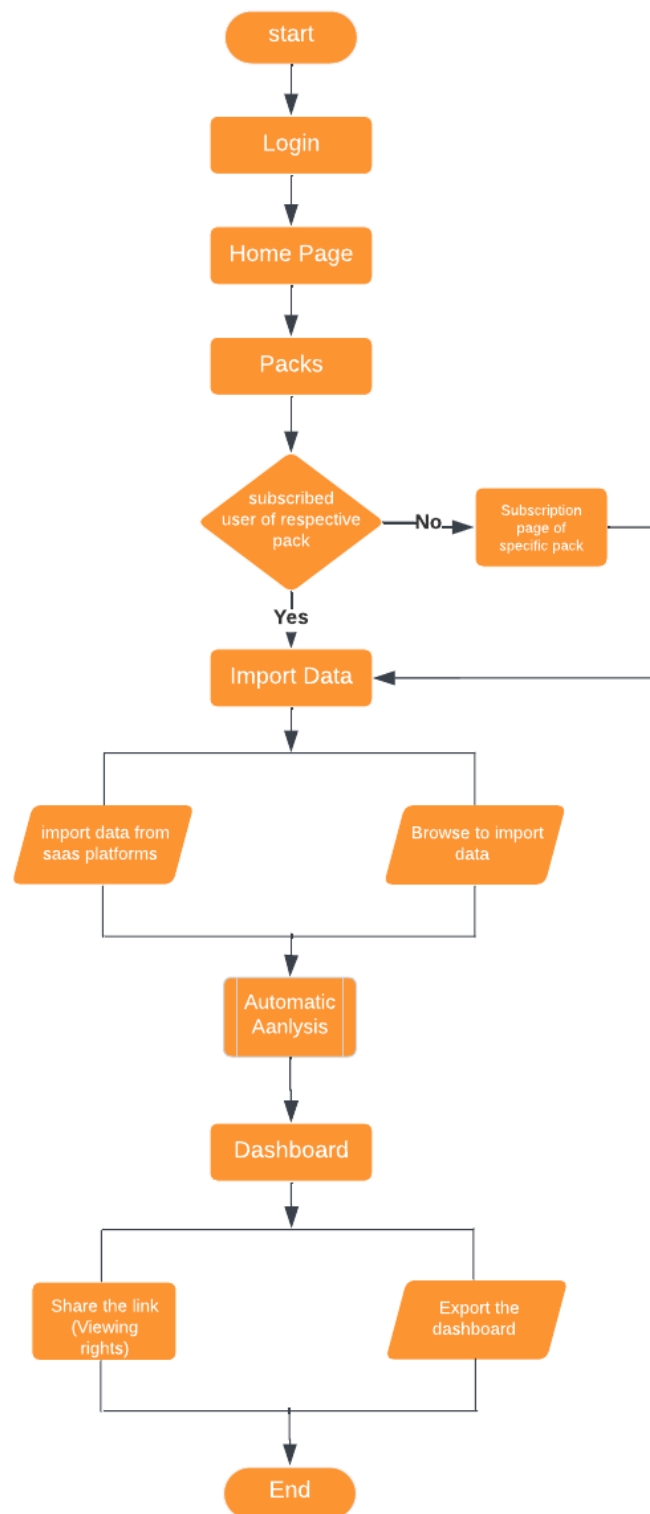 start
Login
Home Page
Packs
subscribed
user of respective
pack
No
Subscription
page of
specific pack
Yes
Import Data
import data from
saas platforms
Browse to import
data
Automatic
Aanlysis
Dashboard
Share the link
(Viewing
rights)
Export the
dashboard
End